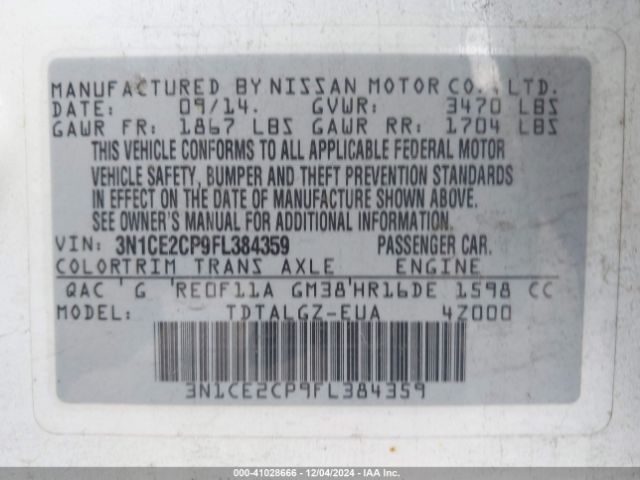 MANUFACTURED BY NISSAN MOTOR CO., LTD.
DATE: 09/14. GVWR: 3470 LBS
GAWR FR: 1867 LBS GAWR RR: 1704 LBS
THIS VEHICLE CONFORMS TO ALL APPLICABLE FEDERAL MOTOR
VEHICLE SAFETY, BUMPER AND THEFT PREVENTION STANDARDS
IN EFFECT ON THE DATE OF MANUFACTURE SHOWN ABOVE.
SEE OWNER'S MANUAL FOR ADDITIONAL INFORMATION.
VIN: 3N1CE2CP9FL384359 PASSENGER CAR.
COLORTRIM TRANS AXLE ENGINE
QAC ' G 'RE0F11A GM38'HR16DE 1598 CC
MODEL: TDTALGZ-EUA 4Z000
3N1CE2CP9FL384359
000-41028666 - 12/04/2024 - IAA Inc.